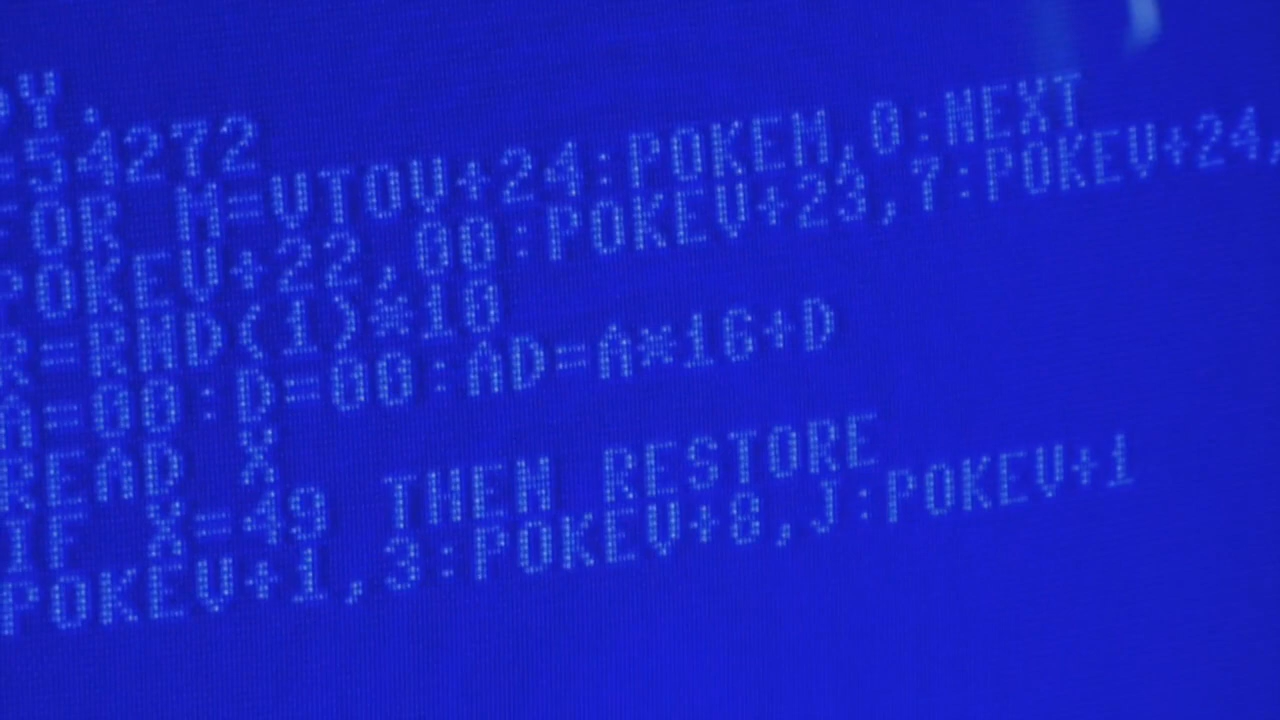 DY.
=54272
FOR M=VTOV+24:POKEM,0:NEXT
POKEV+22,00:POKEV+23,7:POKEV+24,
R=RND(1)*10
A=00:D=00:AD=A*16+D
READ X
IF X=49 THEN RESTORE
POKEV+1,3:POKEV+8,J:POKEV+1